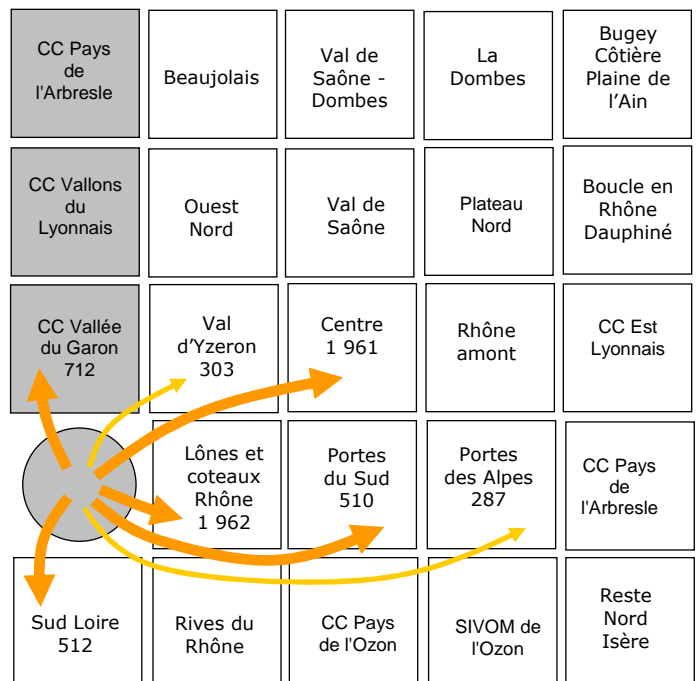 CC Pays
de
l'Arbresle
Beaujolais
Val de
Saône -
Dombes
La
Dombes
Bugey
Côtière
Plaine de
l’Ain
CC Vallons
du
Lyonnais
Ouest
Nord
Val de
Saône
Plateau
Nord
Boucle en
Rhône
Dauphiné
CC Vallée
du Garon
712
Val
d’Yzeron
303
Centre
1 961
Rhône
amont
CC Est
Lyonnais
Lônes et
coteaux
Rhône
1 962
Portes
du Sud
510
Portes
des Alpes
287
CC Pays
de
l'Arbresle
Sud Loire
512
Rives du
Rhône
CC Pays
de l'Ozon
SIVOM de
l'Ozon
Reste
Nord
Isère